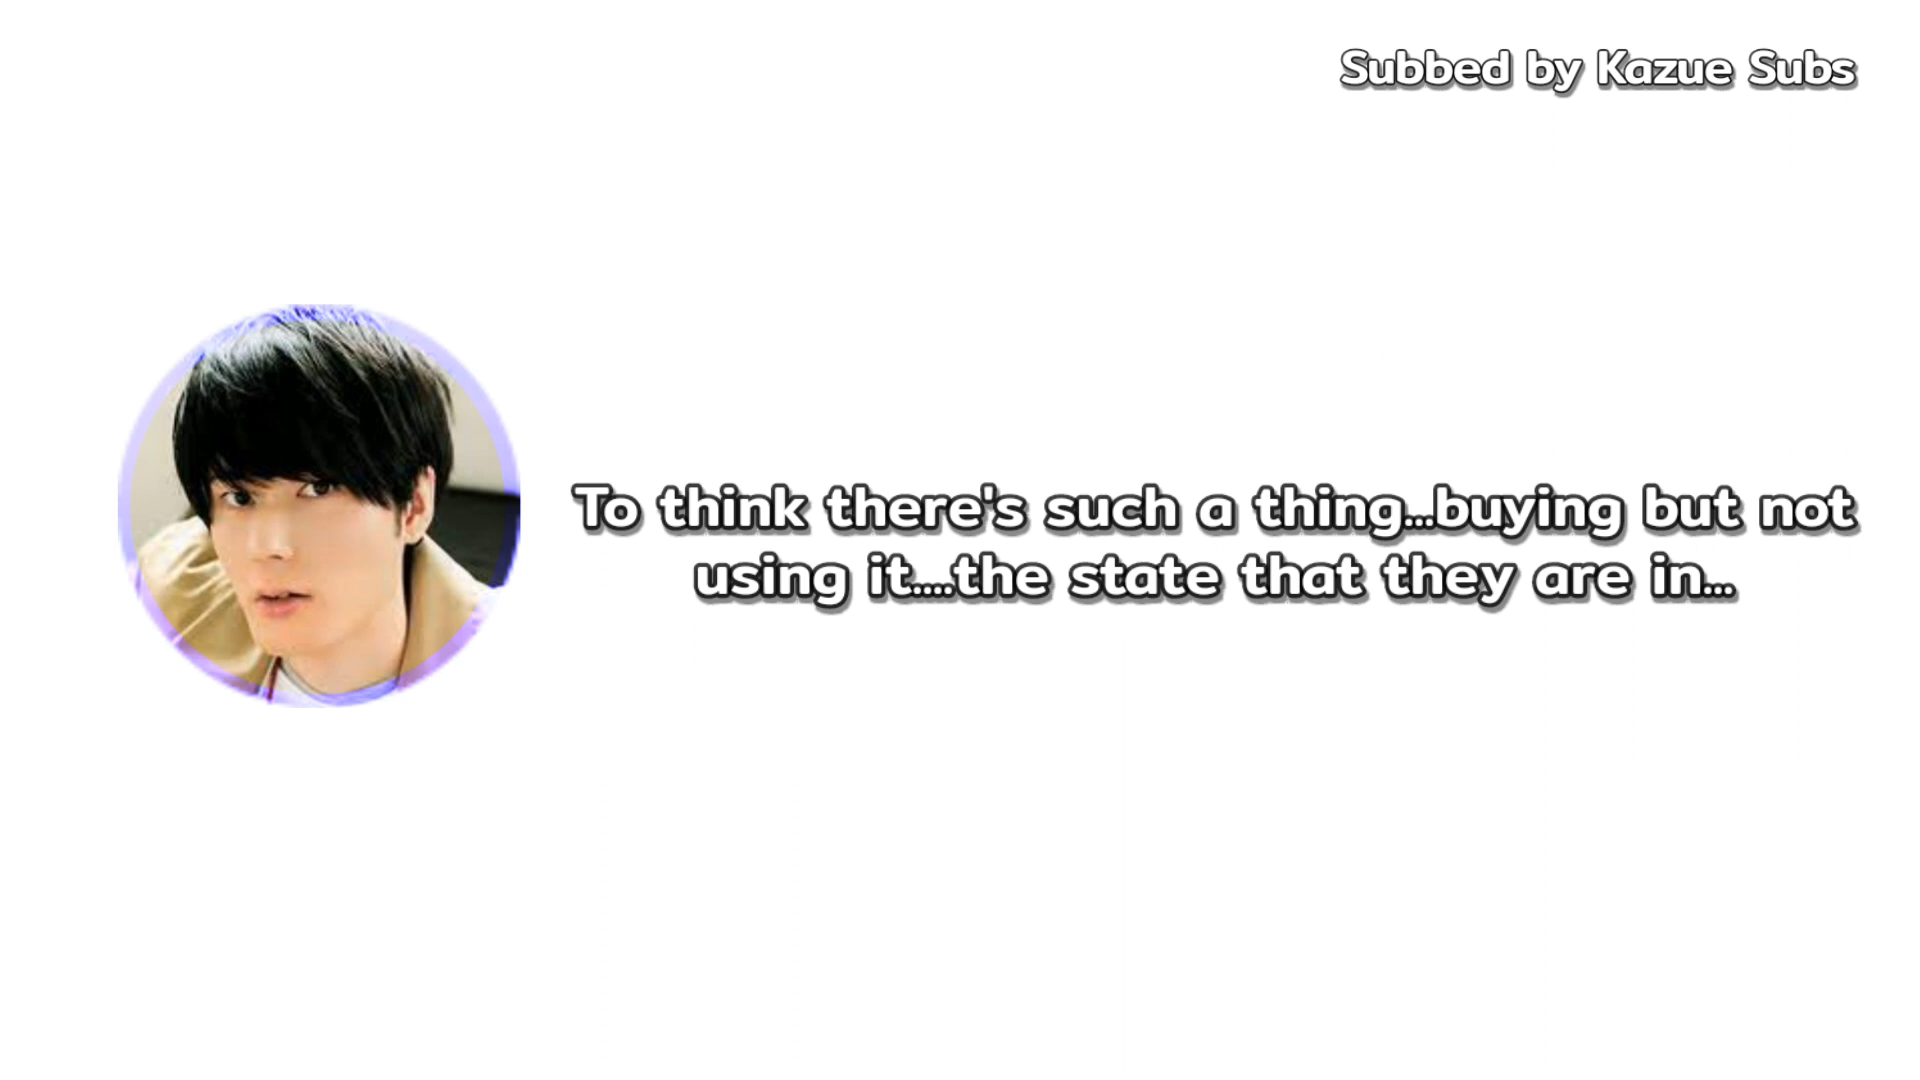 Subbed by Kazue Subs
To think there's such a thing...buying but not
using it....the state that they are in...